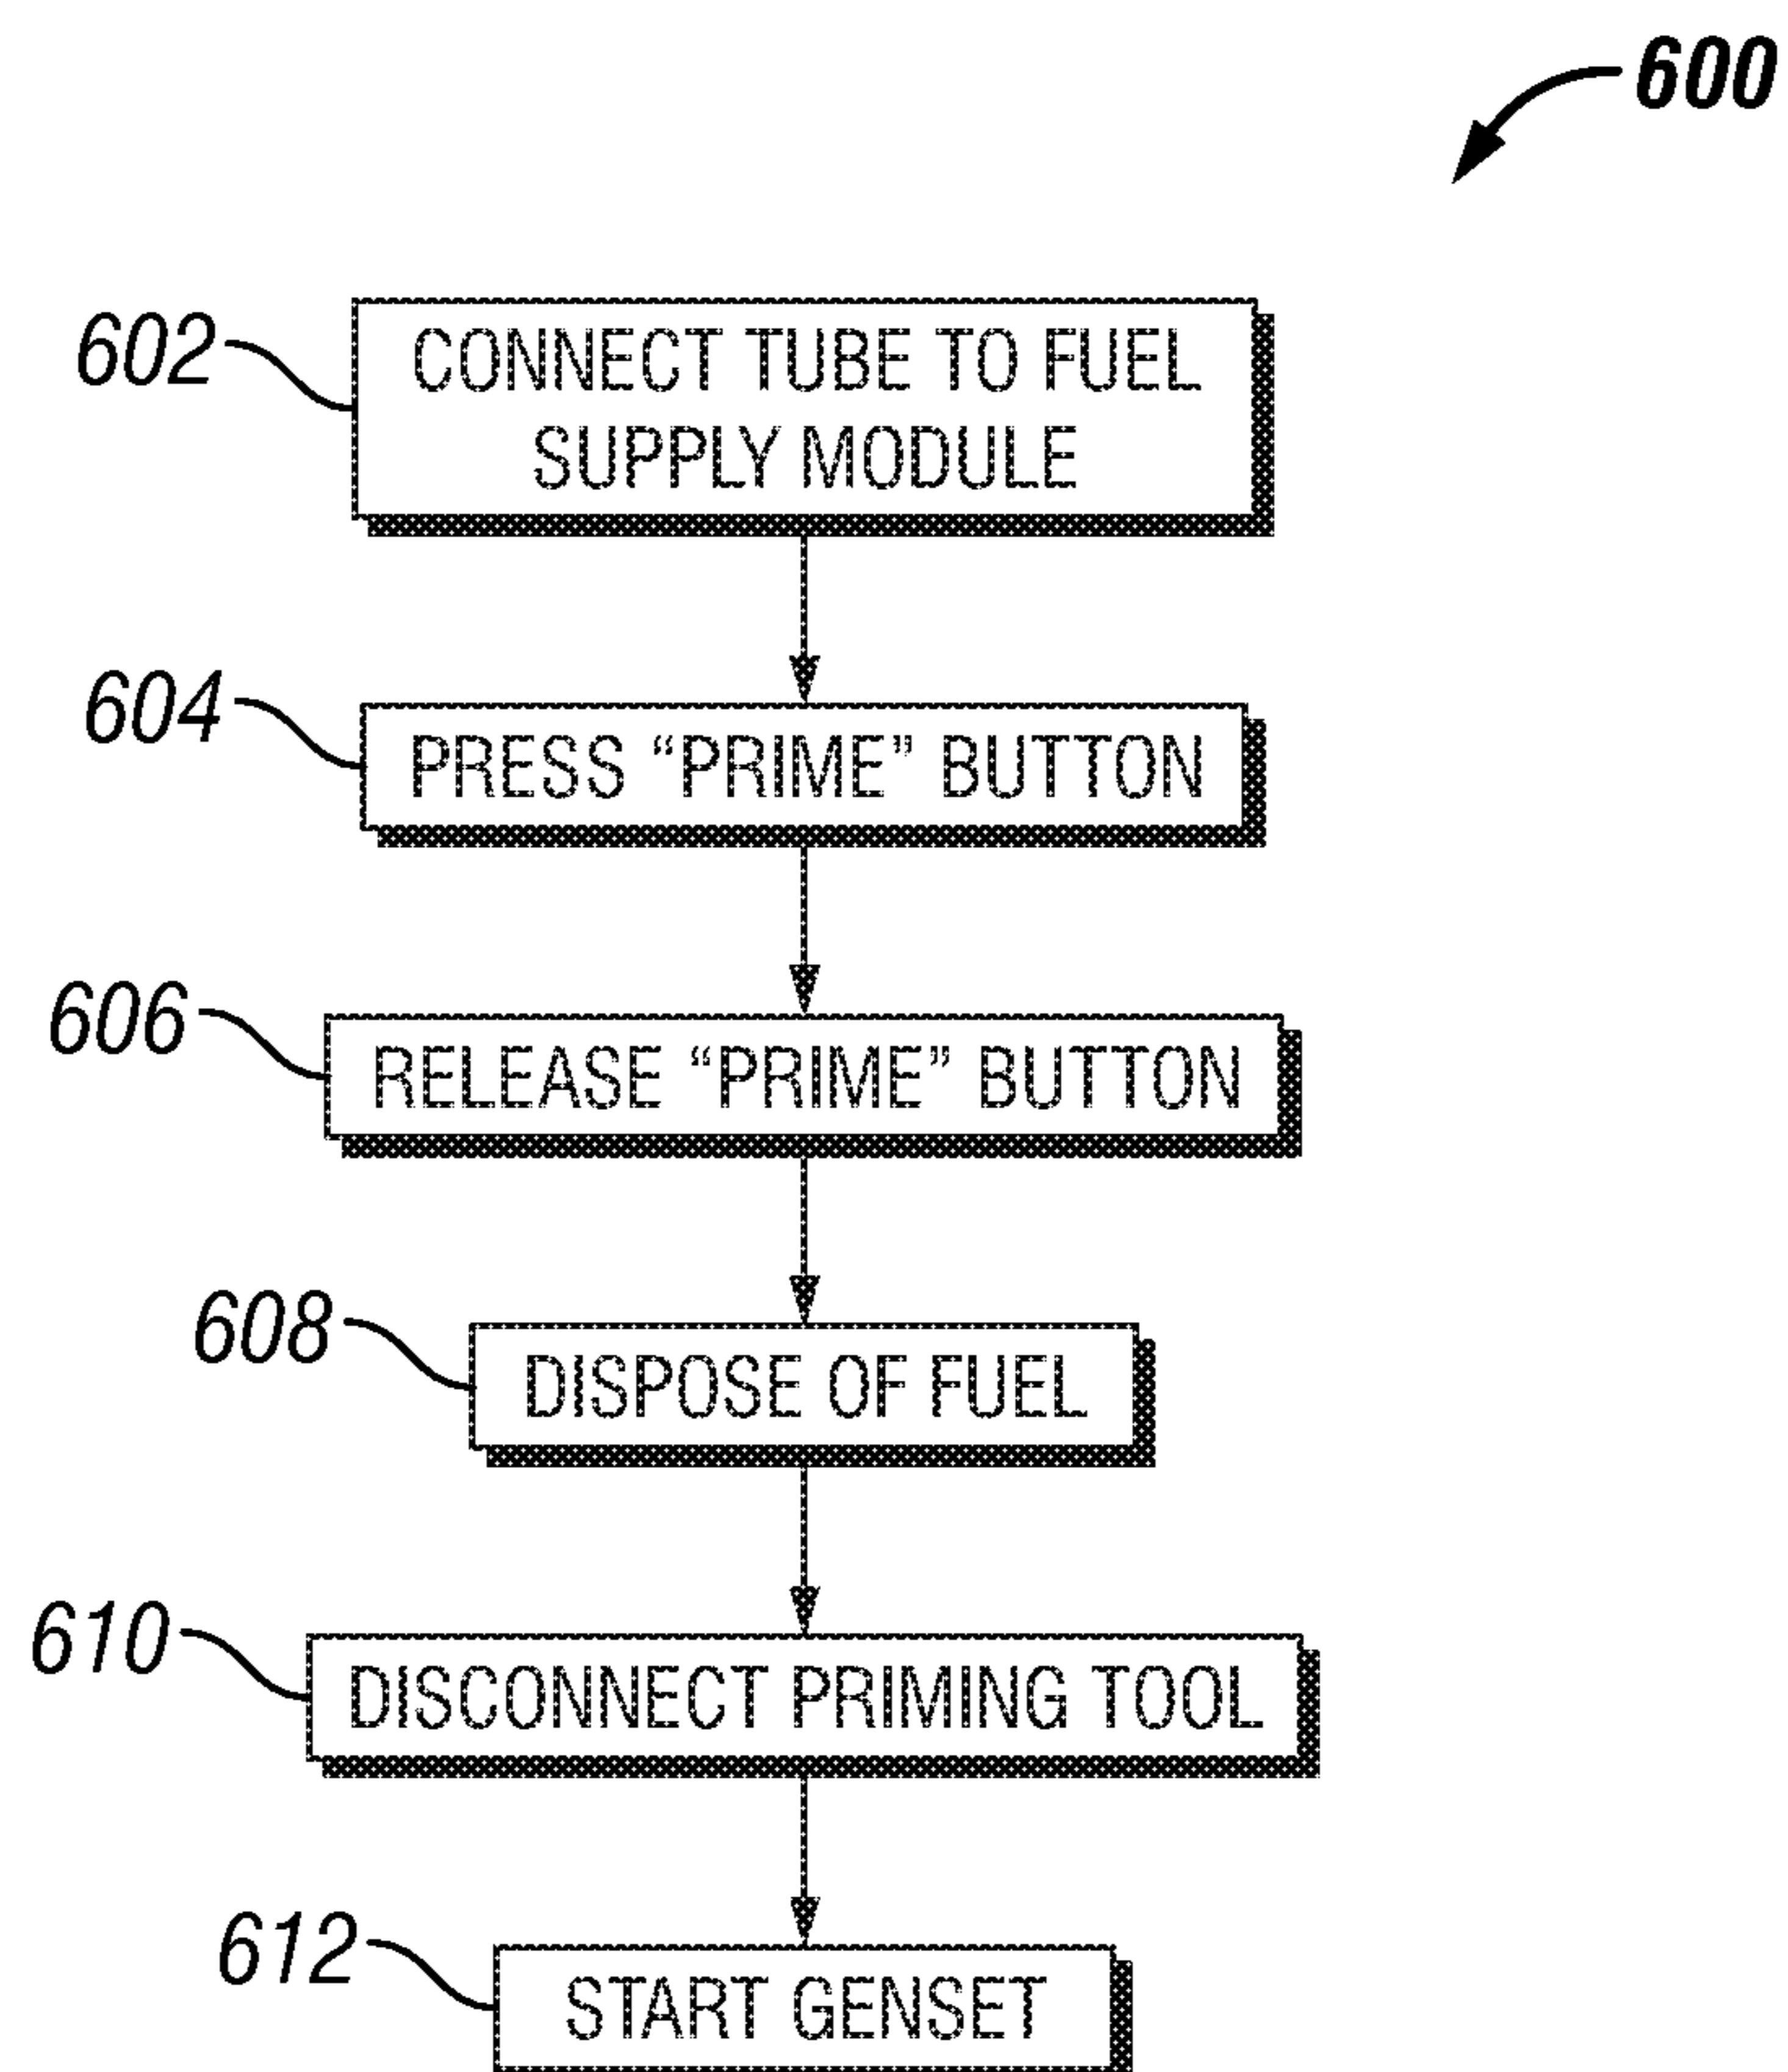 600
602
CONNECT TUBE TO FUEL
SUPPLY MODULE
604
PRESS “PRIME” BUTTON
606
RELEASE “PRIME” BUTTON
608
DISPOSE OF FUEL
610
DISCONNECT PRIMING TOOL
612
START GENSET